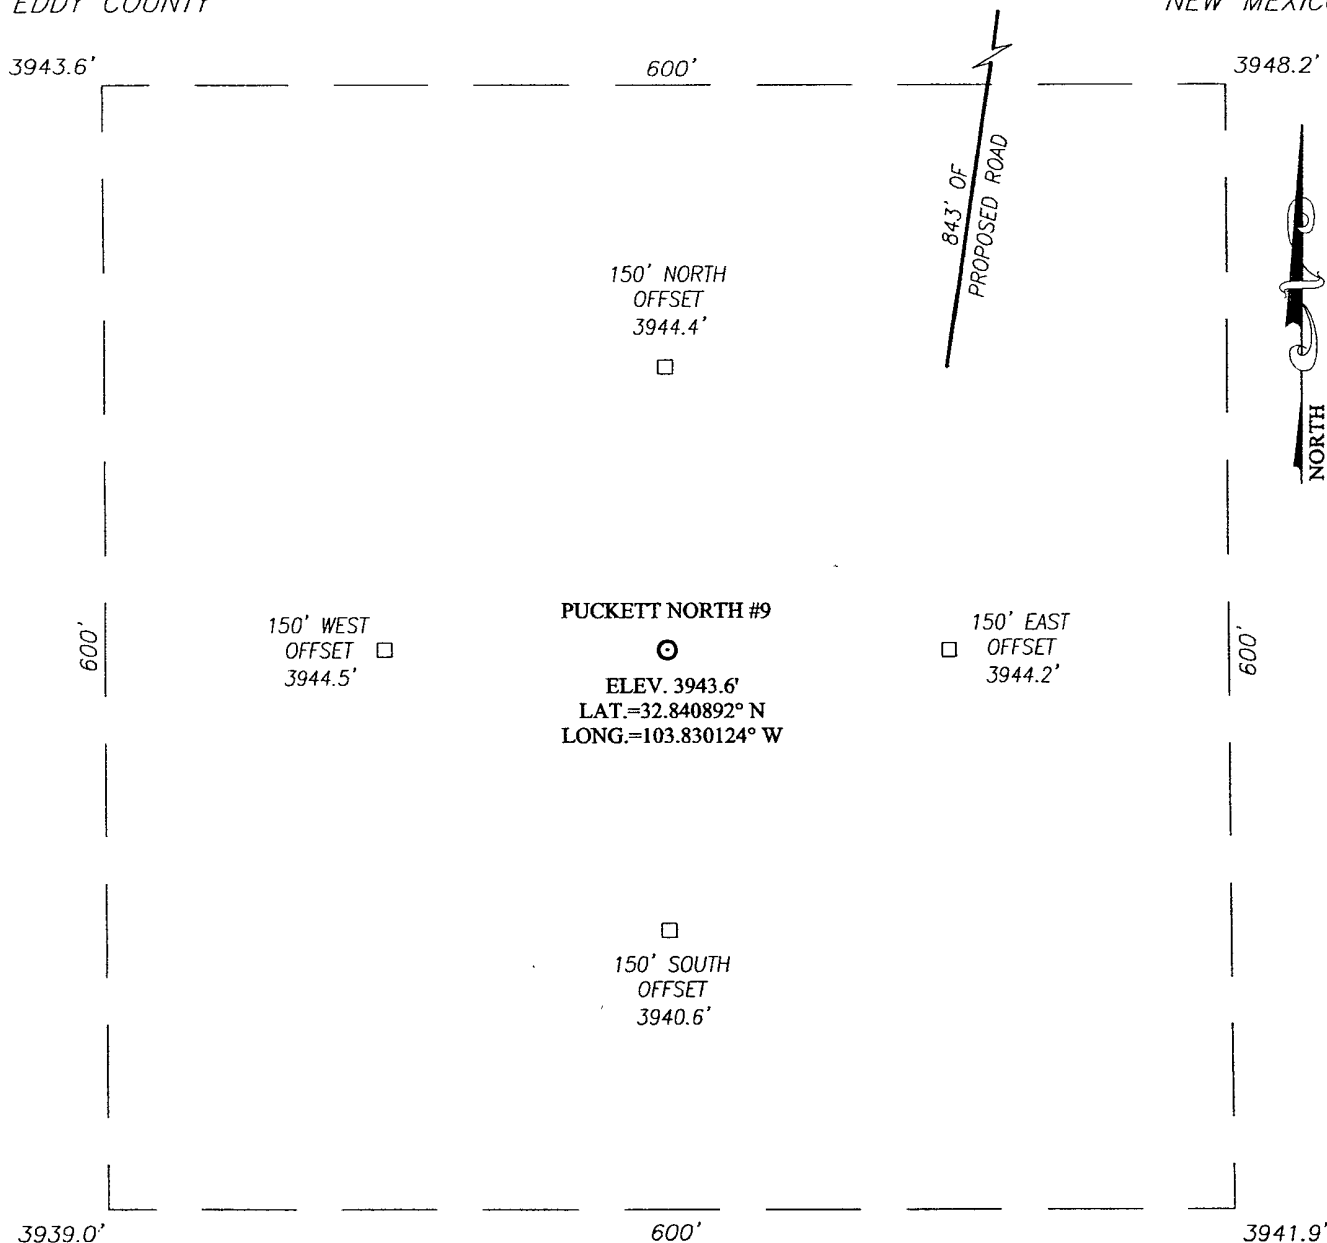 EDDY COUNTY
NEW MEXICO
3943.6'
600'
3948.2'
843' OF
PROPOSED ROAD
150' NORTH
OFFSET
3944.4'
NORTH
600'
150' WEST
OFFSET
3944.5'
PUCKETT NORTH #9
ELEV. 3943.6'
LAT.=32.840892° N
LONG.=103.830124° W
150' EAST
OFFSET
3944.2'
600'
150' SOUTH
OFFSET
3940.6'
3939.0'
600'
3941.9'